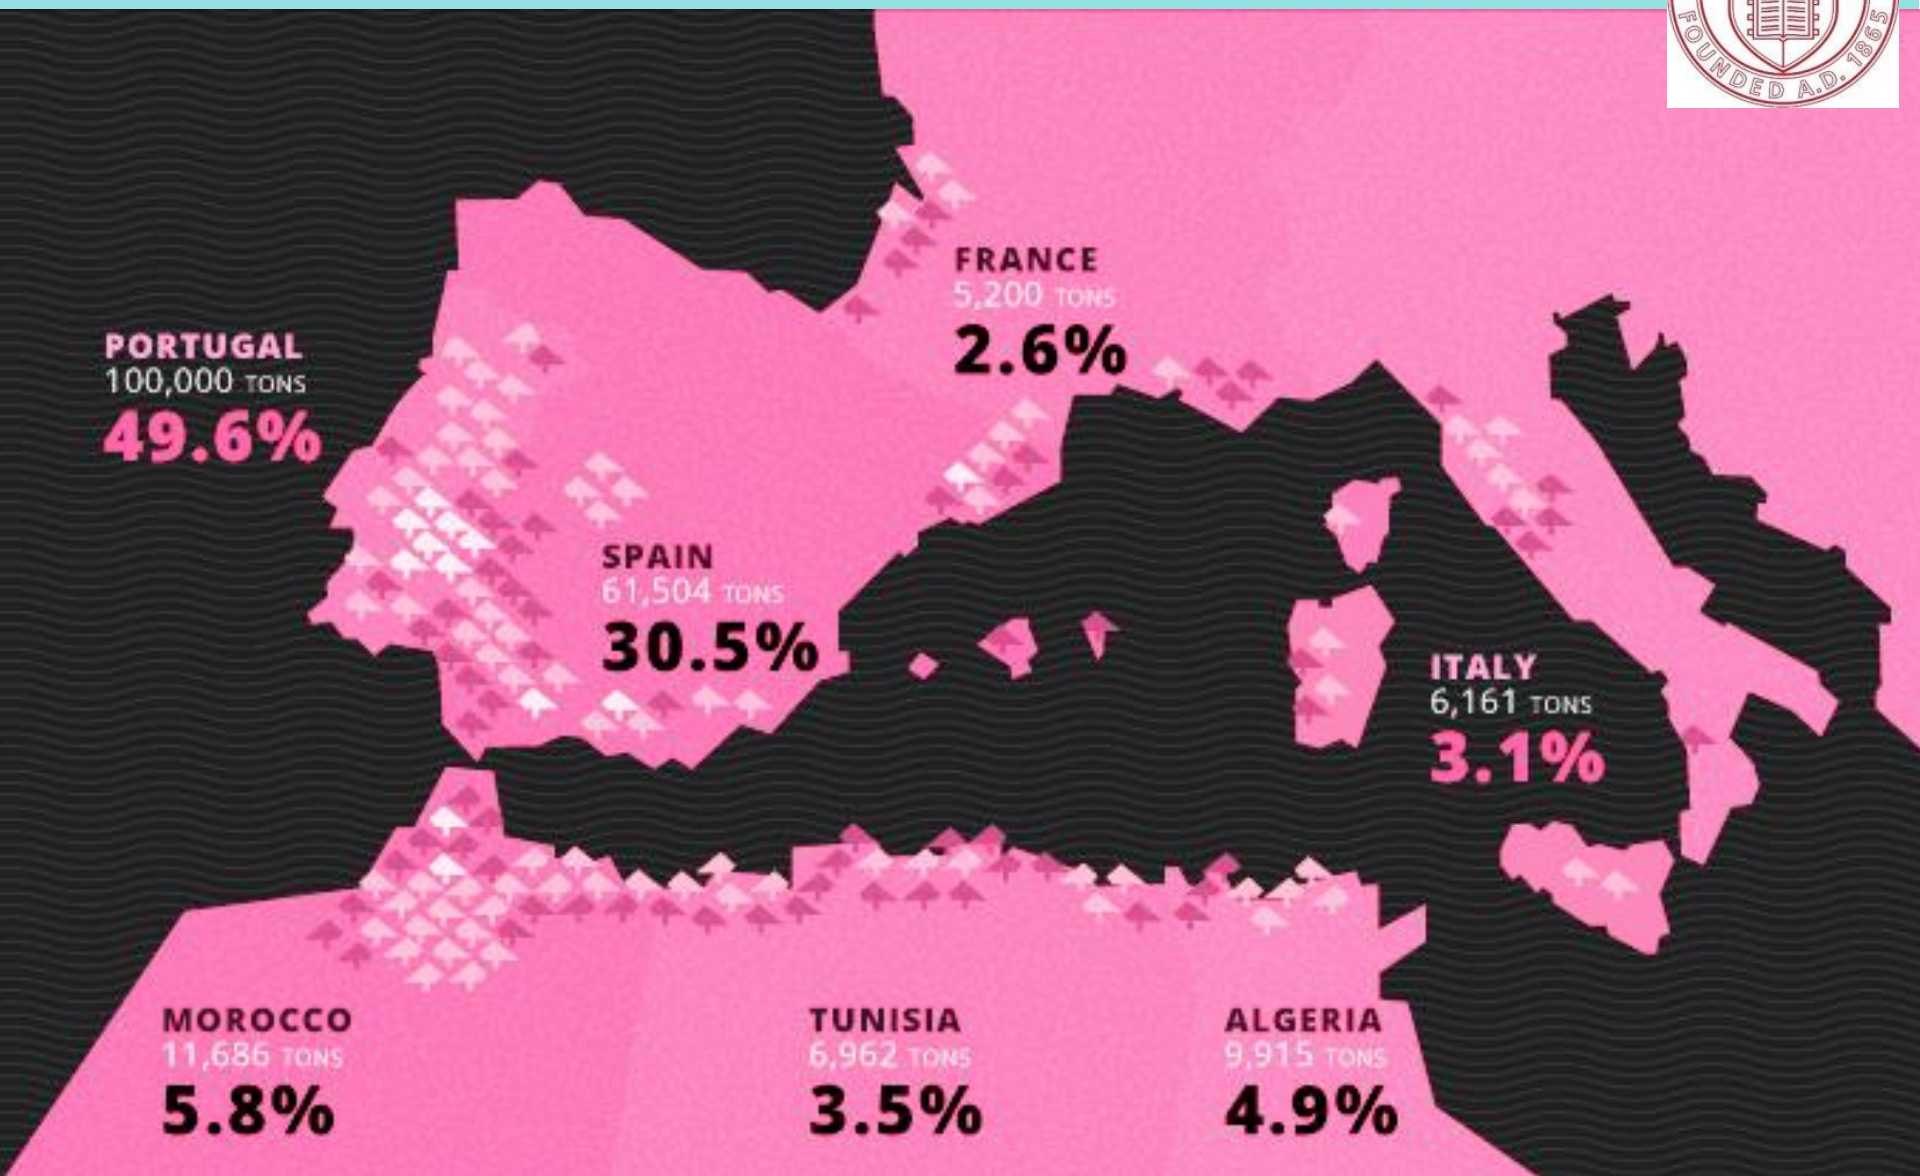 FOUNDED A.D. 1865
FRANCE
5,200 TONS
2.6%
PORTUGAL
100,000 TONS
49.6%
SPAIN
61,504 TONS
30.5%
ITALY
6,161 TONS
3.1%
MOROCCO
11,686 TONS
5.8%
TUNISIA
6,962 TONS
3.5%
ALGERIA
9,915 TONS
4.9%